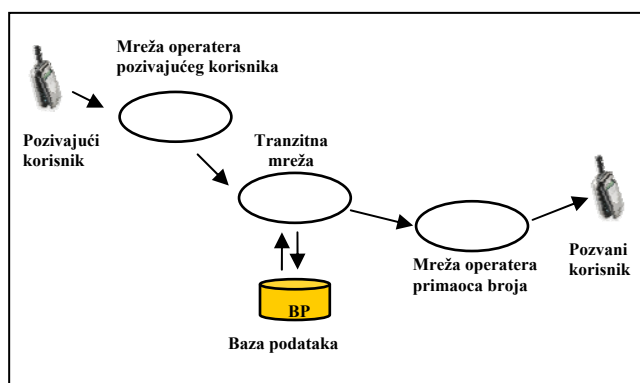 Mreža operatera
pozivajućeg korisnika
Pozivajući
korisnik
Tranzitna
mreža
Pozvani
korisnik
Mreža operatera
primaoca broja
BP
Baza podataka